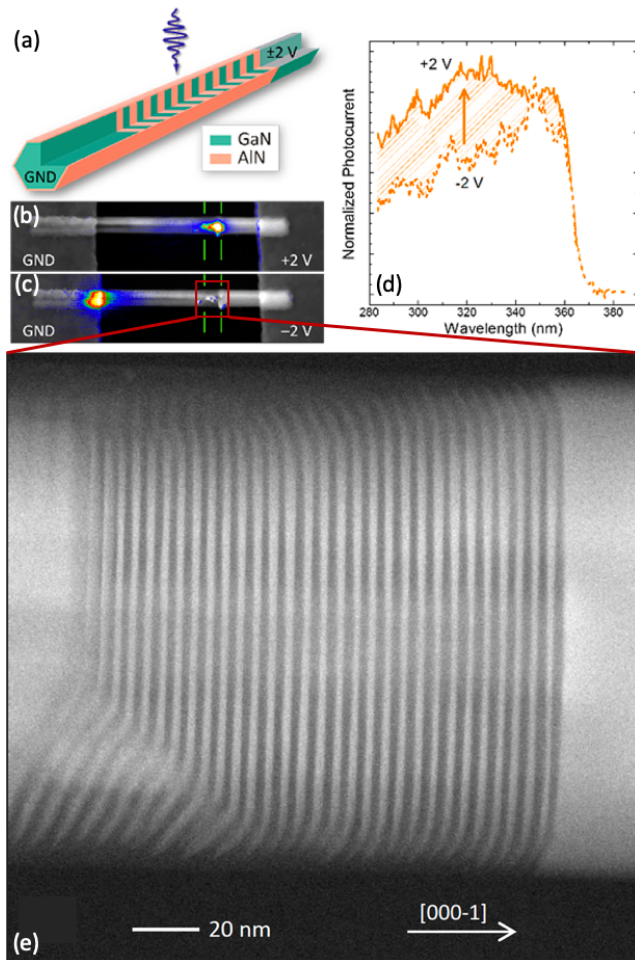 (a)
±2 V
GND
GaN
AlN
(b)
GND
+2 V
(c)
GND
−2 V
Normalized Photocurrent
+2 V
-2 V
(d)
280 300 320 340 360 380
Wavelength (nm)
20 nm
[000-1]
(e)